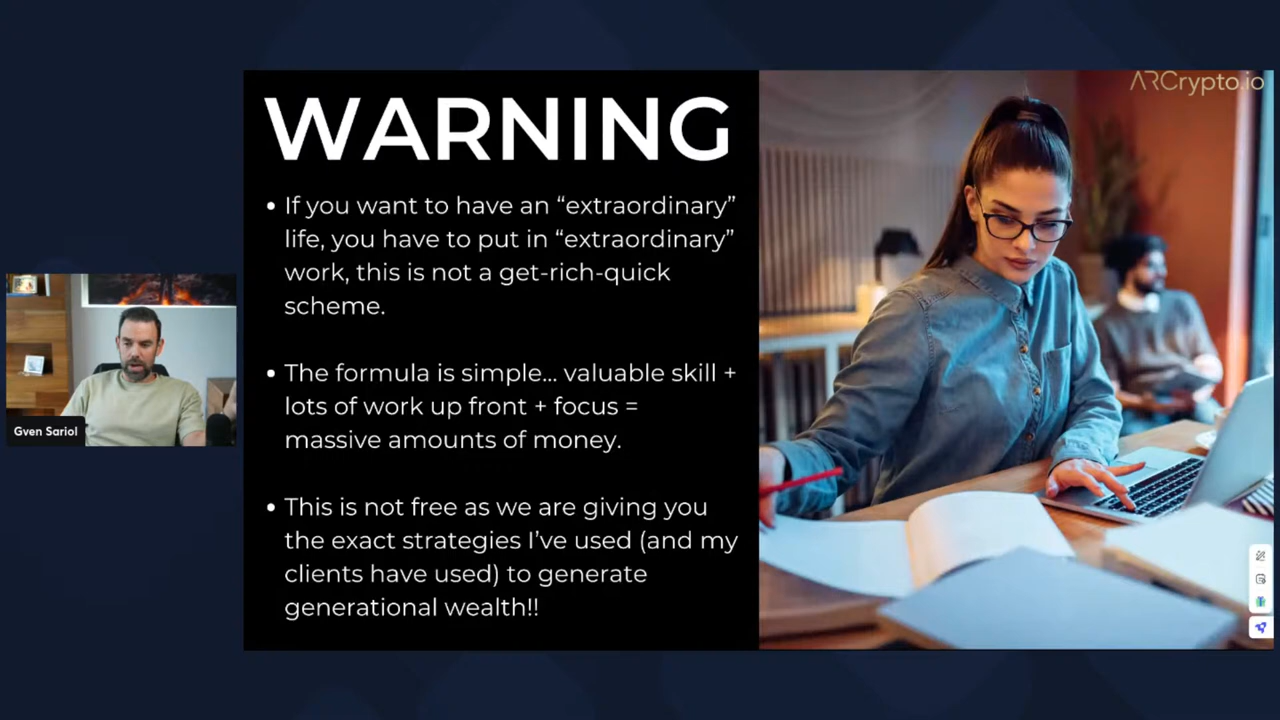 ARCrypto.io
WARNING
• If you want to have an “extraordinary”
life, you have to put in “extraordinary”
work, this is not a get-rich-quick
scheme.
• The formula is simple... valuable skill +
lots of work up front + focus =
massive amounts of money.
• This is not free as we are giving you
the exact strategies I’ve used (and my
clients have used) to generate
generational wealth!!
Gven Sariol